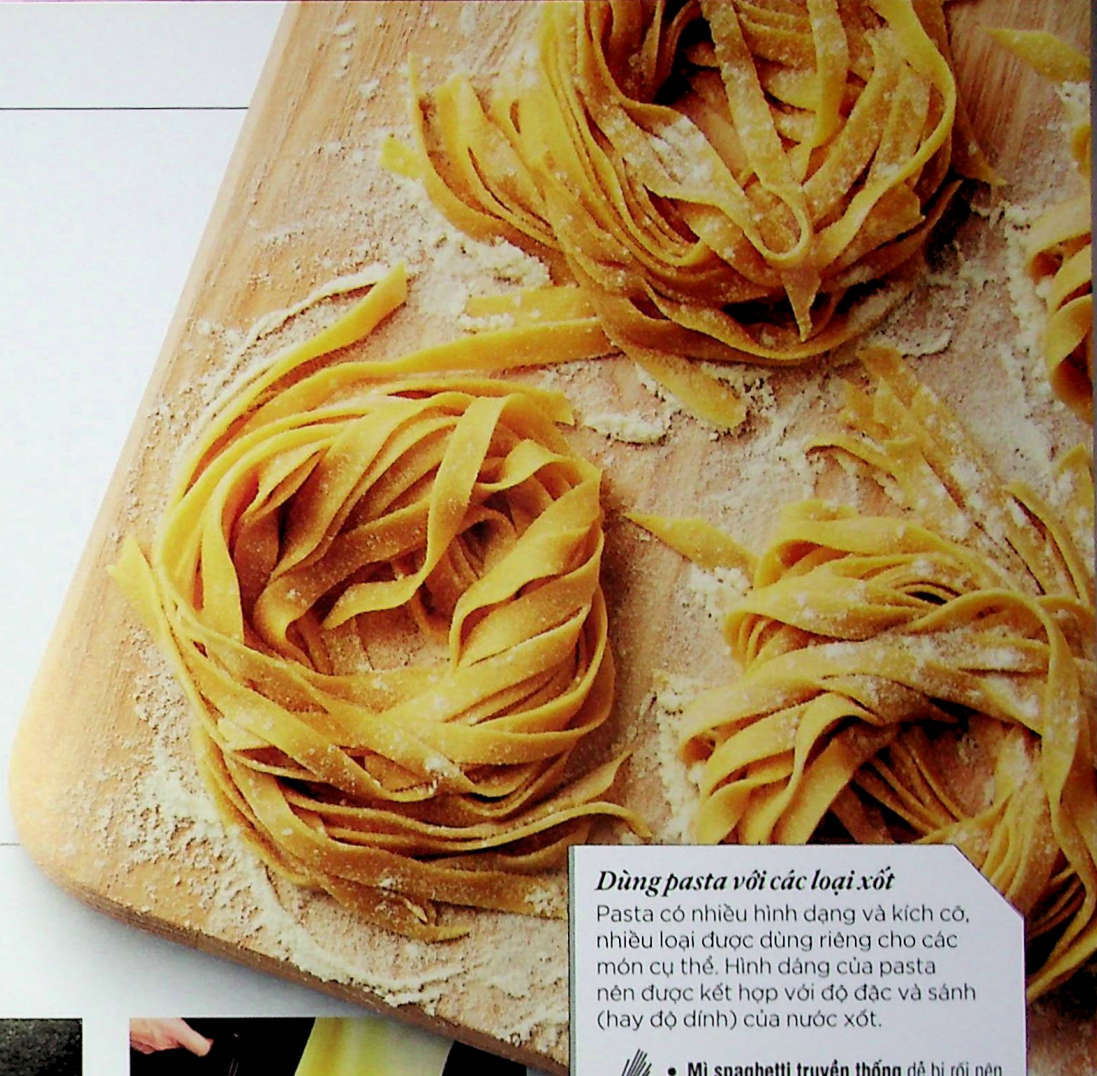 Dùng pasta với các loại xốt
Pasta có nhiều hình dạng và kích cỡ,
nhiều loại được dùng riêng cho các
món cụ thể. Hình dáng của pasta
nên được kết hợp với độ đặc và sánh
(hay độ dính) của nước xốt.
• Mì spaghetti truyền thống dễ bị rối nên